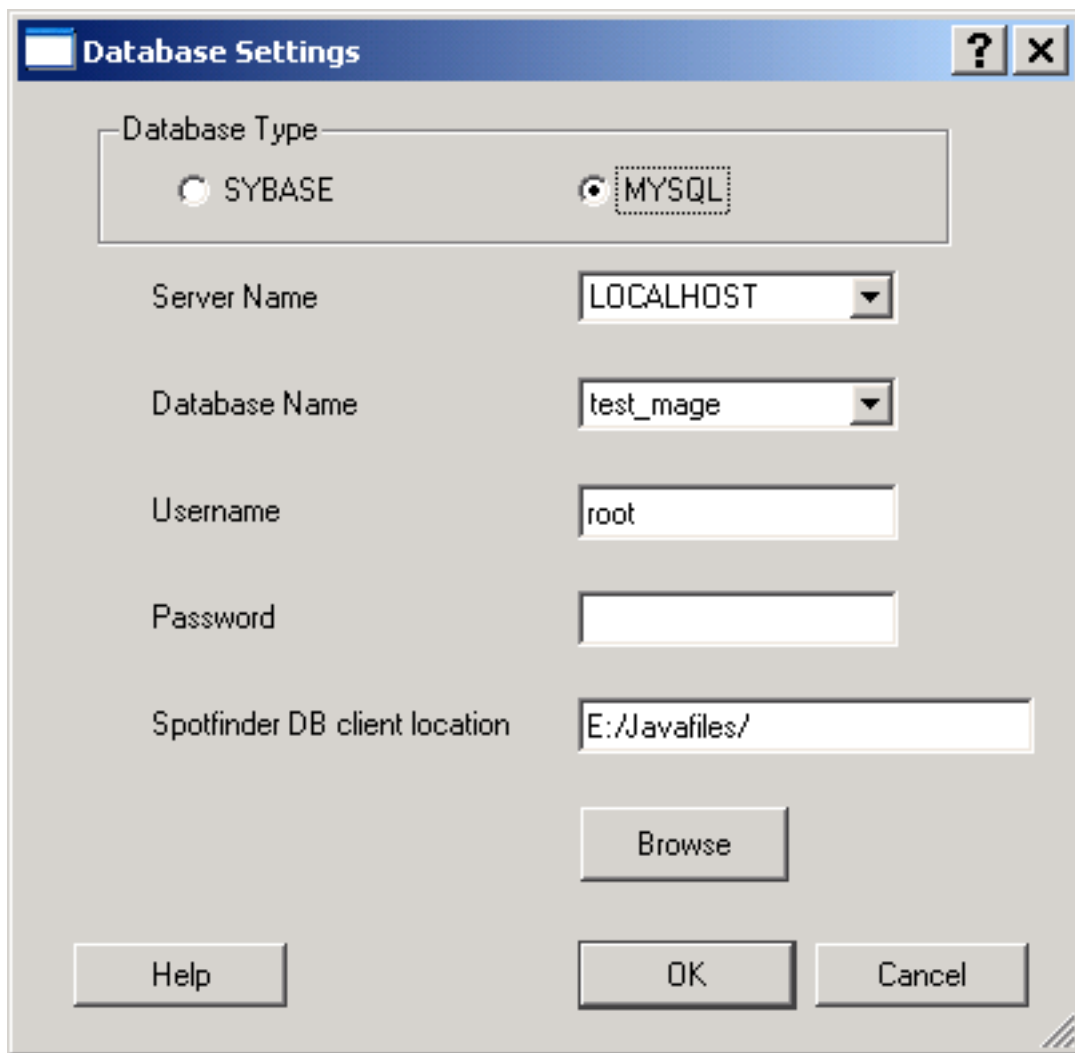 Database Settings
Database Type
SYBASE MYSQL
Server Name LOCALHOST
Database Name test_mage
Username root
Password
Spotfinder DB client location E:/Javafiles/
Browse
Help OK Cancel